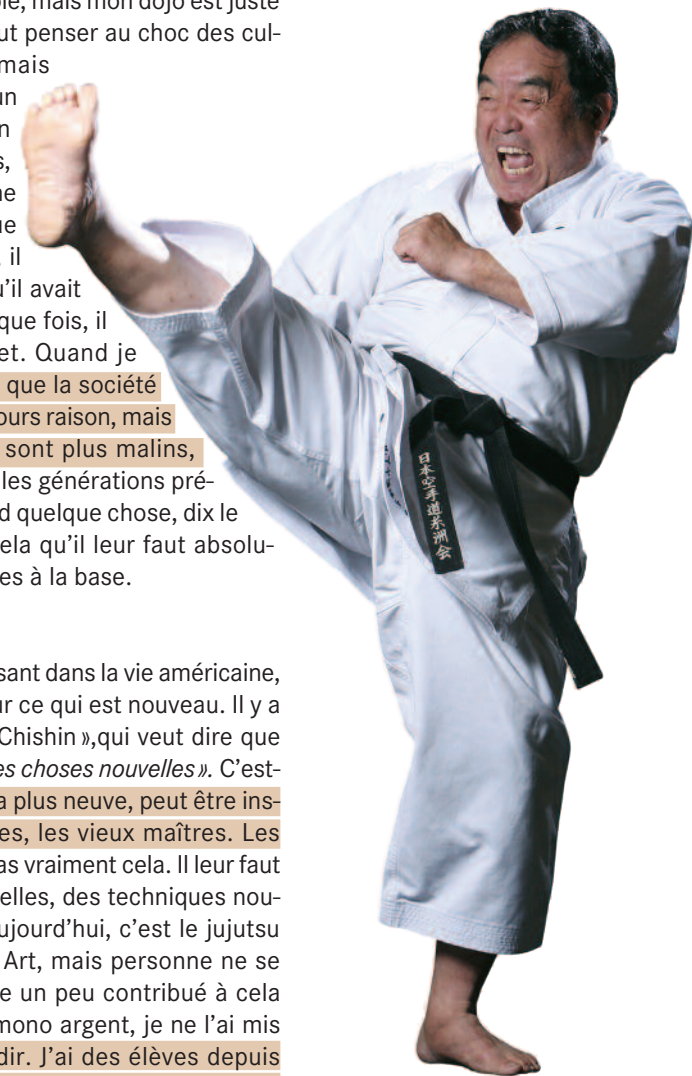 mais mon dojo est juste
ut penser au choc des cul-
mais
un
n
s,
ne
ue
il
u'il avait
que fois, il
et. Quand je
que la société
ours raison, mais
sont plus malins,
les générations pré-
d quelque chose, dix le
ela qu'il leur faut absolu-
es à la base.
sant dans la vie américaine,
ur ce qui est nouveau. Il y a
Chishin »,qui veut dire que
es choses nouvelles». C'est-
a plus neuve, peut être ins-
es, les vieux maîtres. Les
as vraiment cela. Il leur faut
elles, des techniques nou-
ujourd'hui, c'est le jujutsu
Art, mais personne ne se
e un peu contribué à cela
mono argent, je ne l'ai mis
dir. J'ai des élèves depuis
日本空手道糸洲会